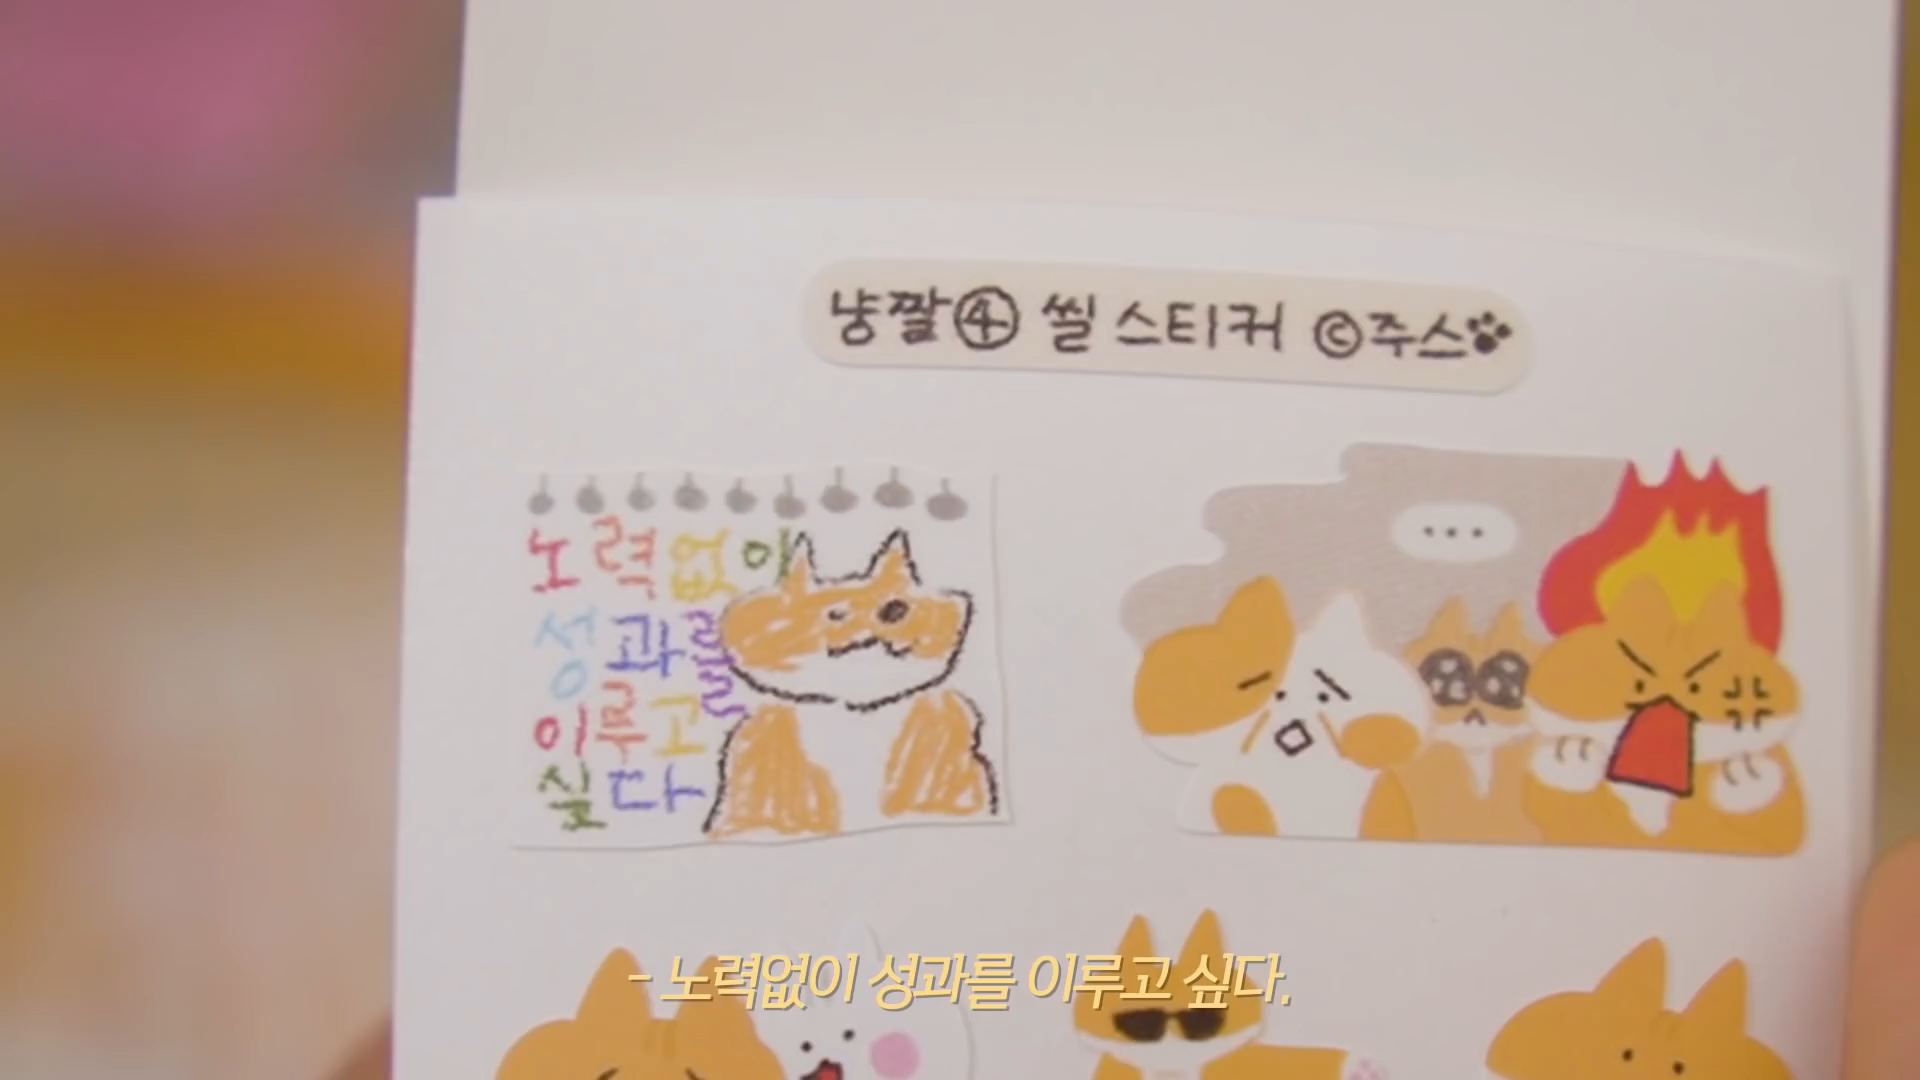 냥짤④ 씰 스티커 ©주스
노력없이
성과를
이루고
싶다
...
- 노력없이 성과를 이루고 싶다.